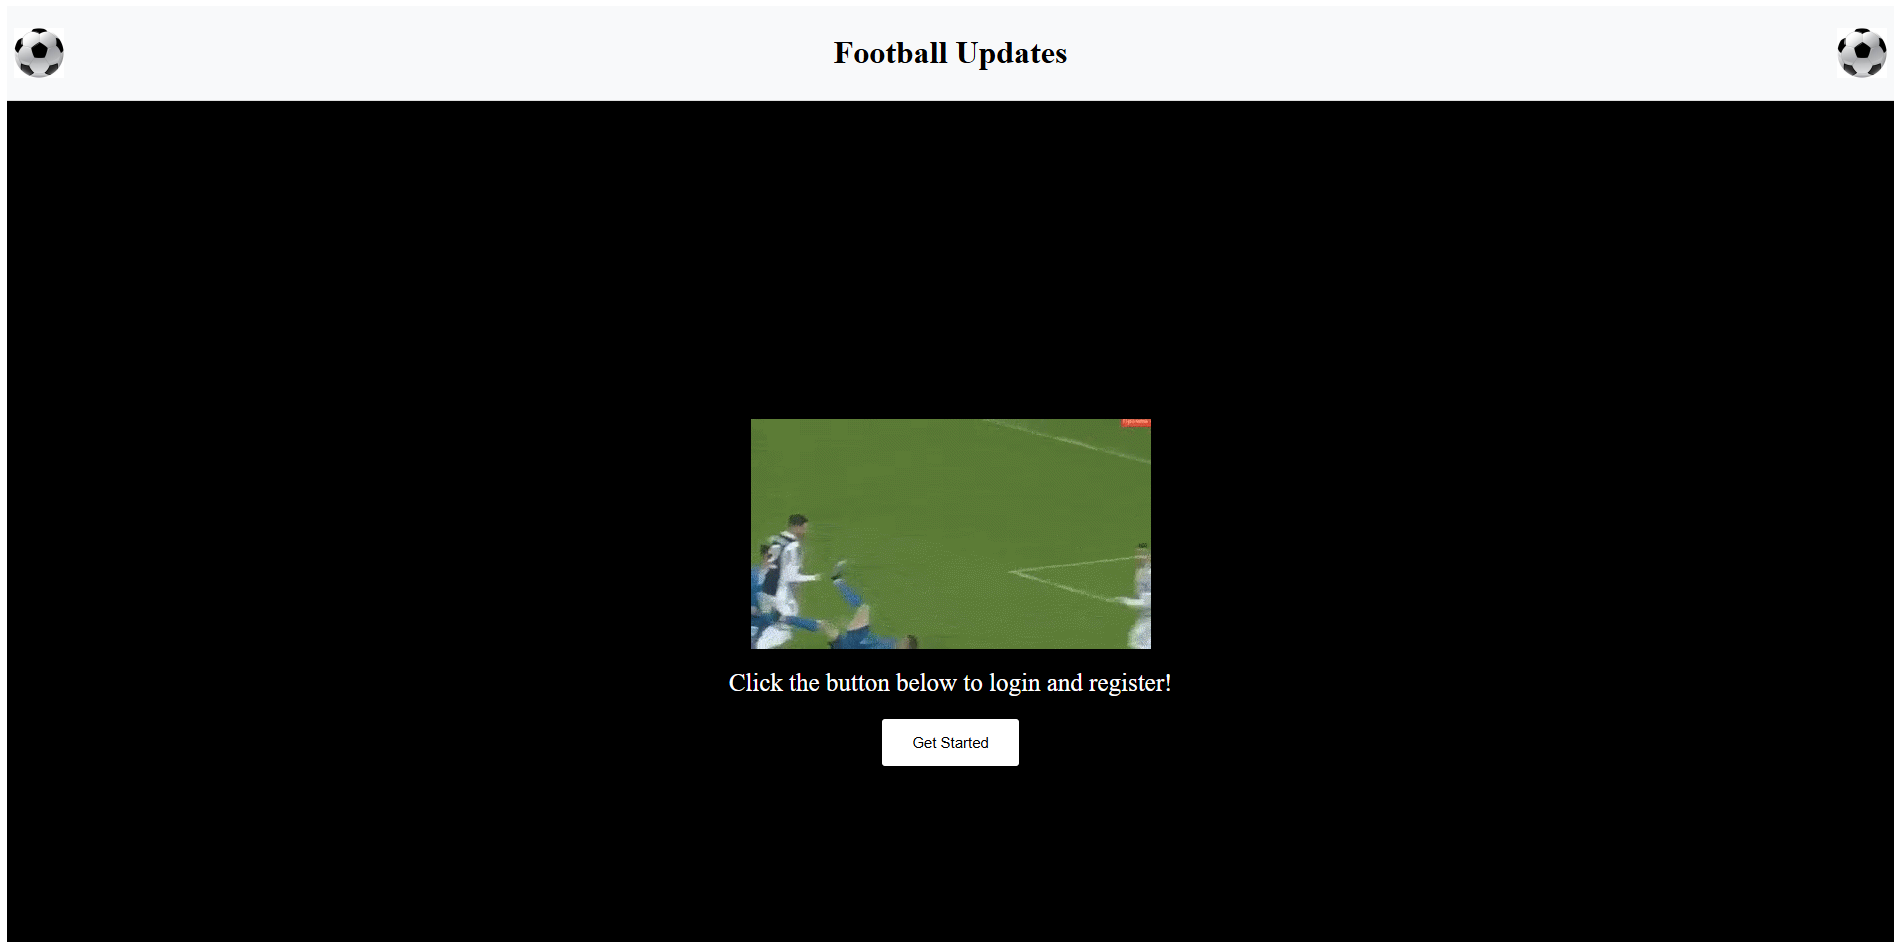 Football Updates
Click the button below to login and register!
Get Started